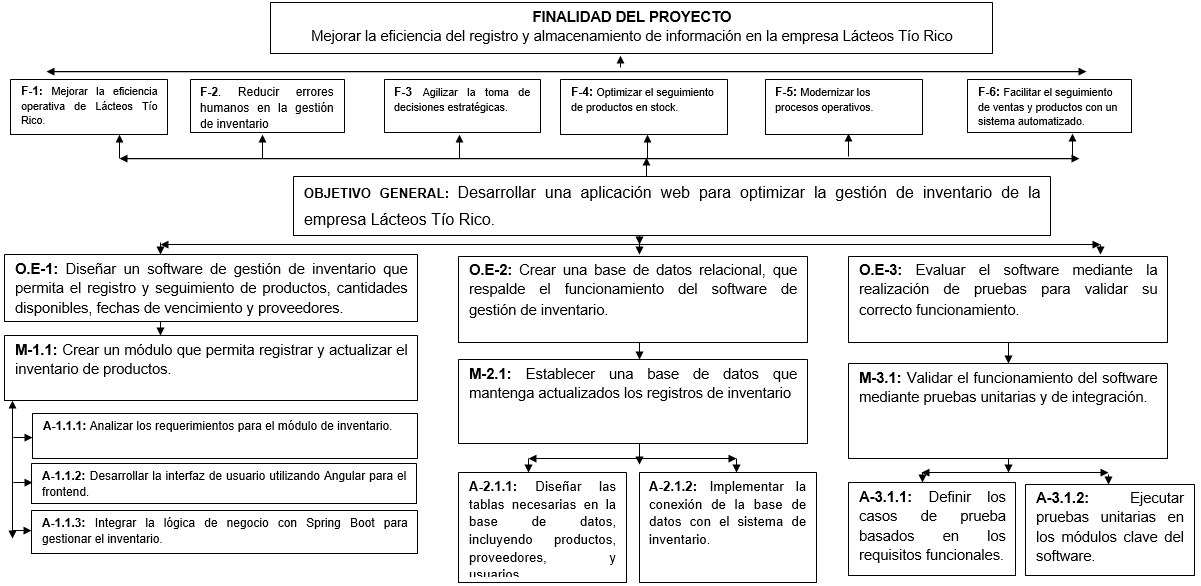 FINALIDAD DEL PROYECTO
Mejorar la eficiencia del registro y almacenamiento de información en la empresa Lácteos Tío Rico
F-1: Mejorar la eficiencia
operativa de Lácteos Tío
Rico.
F-2. Reducir errores
humanos en la gestión
de inventario
F-3 Agilizar la toma de
decisiones estratégicas.
F-4: Optimizar el seguimiento
de productos en stock.
F-5: Modernizar los
procesos operativos.
F-6: Facilitar el seguimiento
de ventas y productos con un
sistema automatizado.
OBJETIVO GENERAL: Desarrollar una aplicación web para optimizar la gestión de inventario de la
empresa Lácteos Tío Rico.
O.E-1: Diseñar un software de gestión de inventario que
permita el registro y seguimiento de productos, cantidades
disponibles, fechas de vencimiento y proveedores.
M-1.1: Crear un módulo que permita registrar y actualizar el
inventario de productos.
A-1.1.1: Analizar los requerimientos para el módulo de inventario.
A-1.1.2: Desarrollar la interfaz de usuario utilizando Angular para el
frontend.
A-1.1.3: Integrar la lógica de negocio con Spring Boot para
gestionar el inventario.
O.E-2: Crear una base de datos relacional, que
respalde el funcionamiento del software de
gestión de inventario.
M-2.1: Establecer una base de datos que
mantenga actualizados los registros de inventario
A-2.1.1: Diseñar las
tablas necesarias en la
base de datos,
incluyendo productos,
proveedores, y
usuarios
A-2.1.2: Implementar la
conexión de la base de
datos con el sistema de
inventario.
O.E-3: Evaluar el software mediante la
realización de pruebas para validar su
correcto funcionamiento.
M-3.1: Validar el funcionamiento del software
mediante pruebas unitarias y de integración.
A-3.1.1: Definir los
casos de prueba
basados en los
requisitos funcionales.
A-3.1.2: Ejecutar
pruebas unitarias en
los módulos clave del
software.